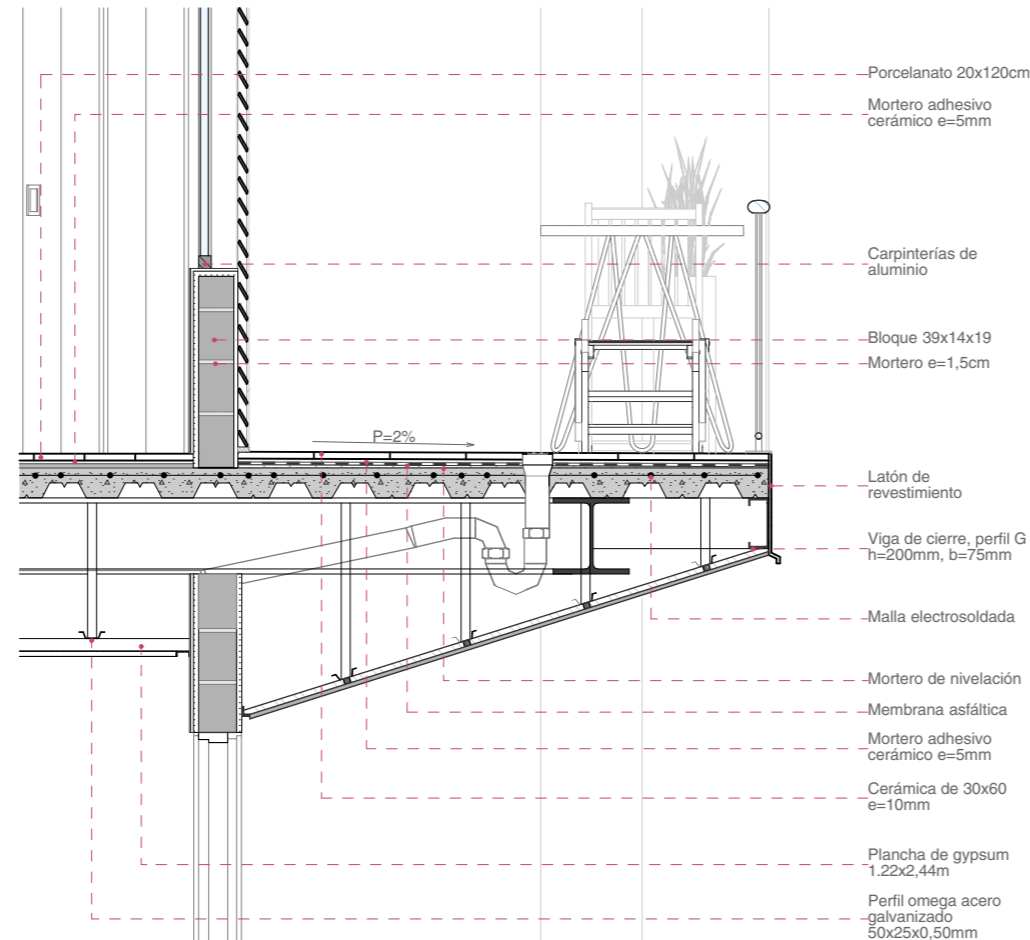 Porcelanato 20x120cm
Mortero adhesivo
cerámico e=5mm
Carpinterías de
aluminio
Bloque 39x14x19
Mortero e=1,5cm
P=2%
Latón de
revestimiento
Viga de cierre, perfil G
h=200mm, b=75mm
Malla electrosoldada
Mortero de nivelación
Membrana asfáltica
Mortero adhesivo
cerámico e=5mm
Cerámica de 30x60
e=10mm
Plancha de gypsum
1.22x2,44m
Perfil omega acero
galvanizado
50x25x0,50mm